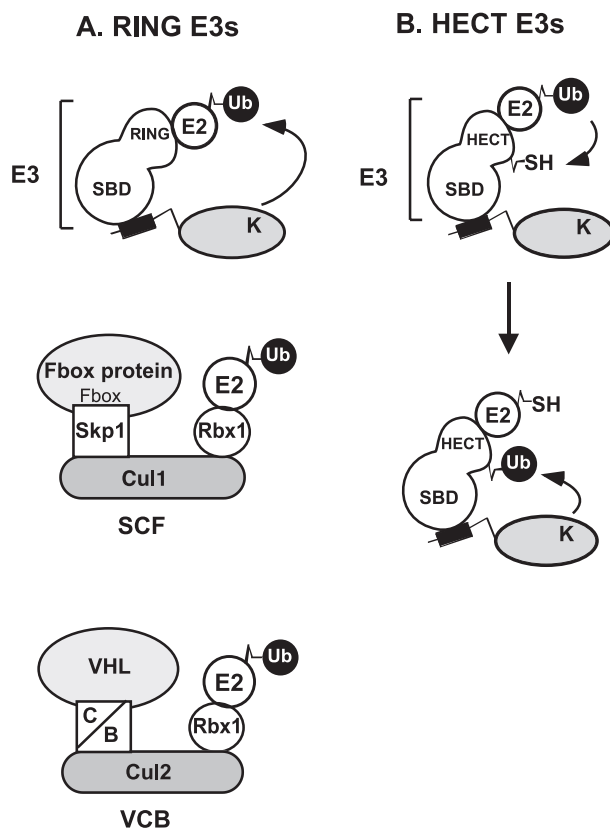 A. RING E3s
E3
RING
E2
Ub
SBD
K
Fbox protein
Fbox
Skp1
Ub
E2
Rbx1
Cul1
SCF
VHL
C
B
Ub
E2
Rbx1
Cul2
VCB
B. HECT E3s
E3
HECT
E2
Ub
SH
SBD
K
E2
SH
HECT
Ub
SBD
K